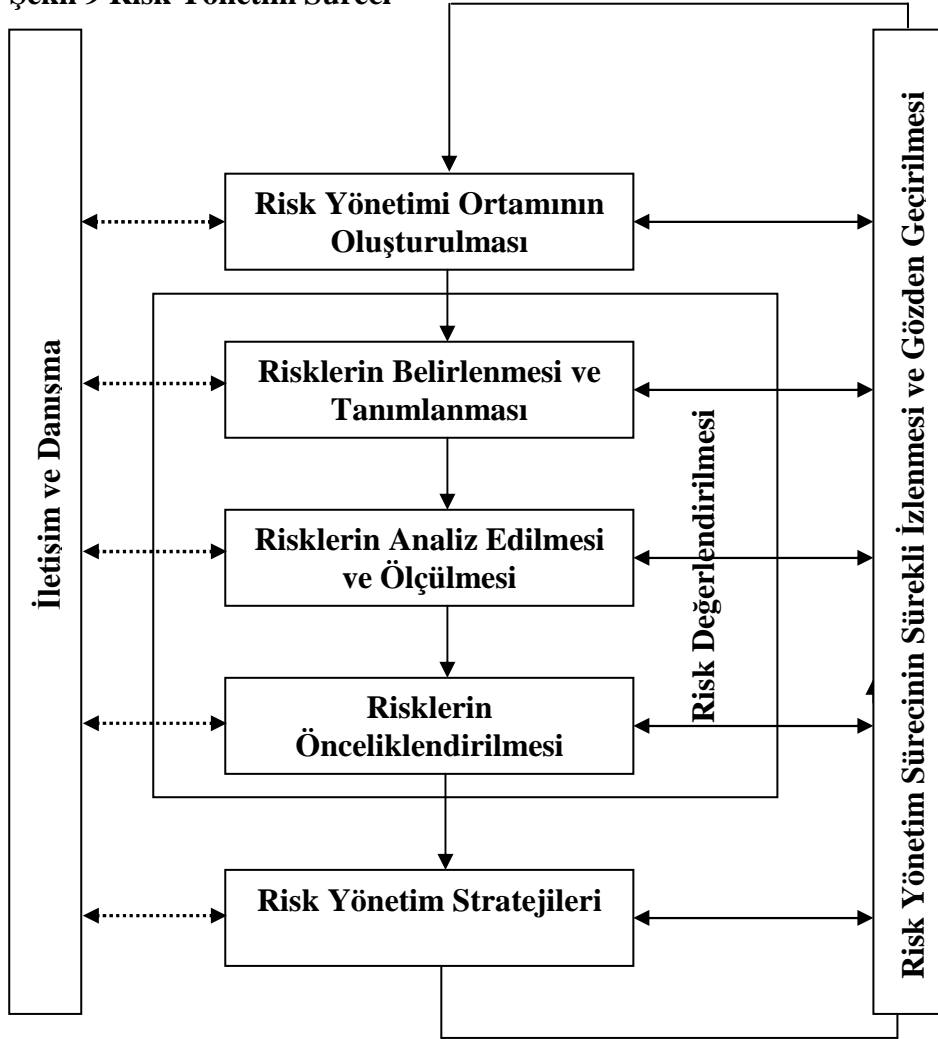 Şekil 9 Risk Yönetim Süreci
Risk Yönetimi Ortamının
Oluşturulması
Risklerin Belirlenmesi ve
Tanımlanması
Risklerin Analiz Edilmesi
ve Ölçülmesi
Risklerin
Önceliklendirilmesi
Risk Yönetim Stratejileri
İletişim ve Danışma
Risk Değerlendirilmesi
Risk Yönetim Sürecinin Sürekli İzlenmesi ve Gözden Geçirilmesi